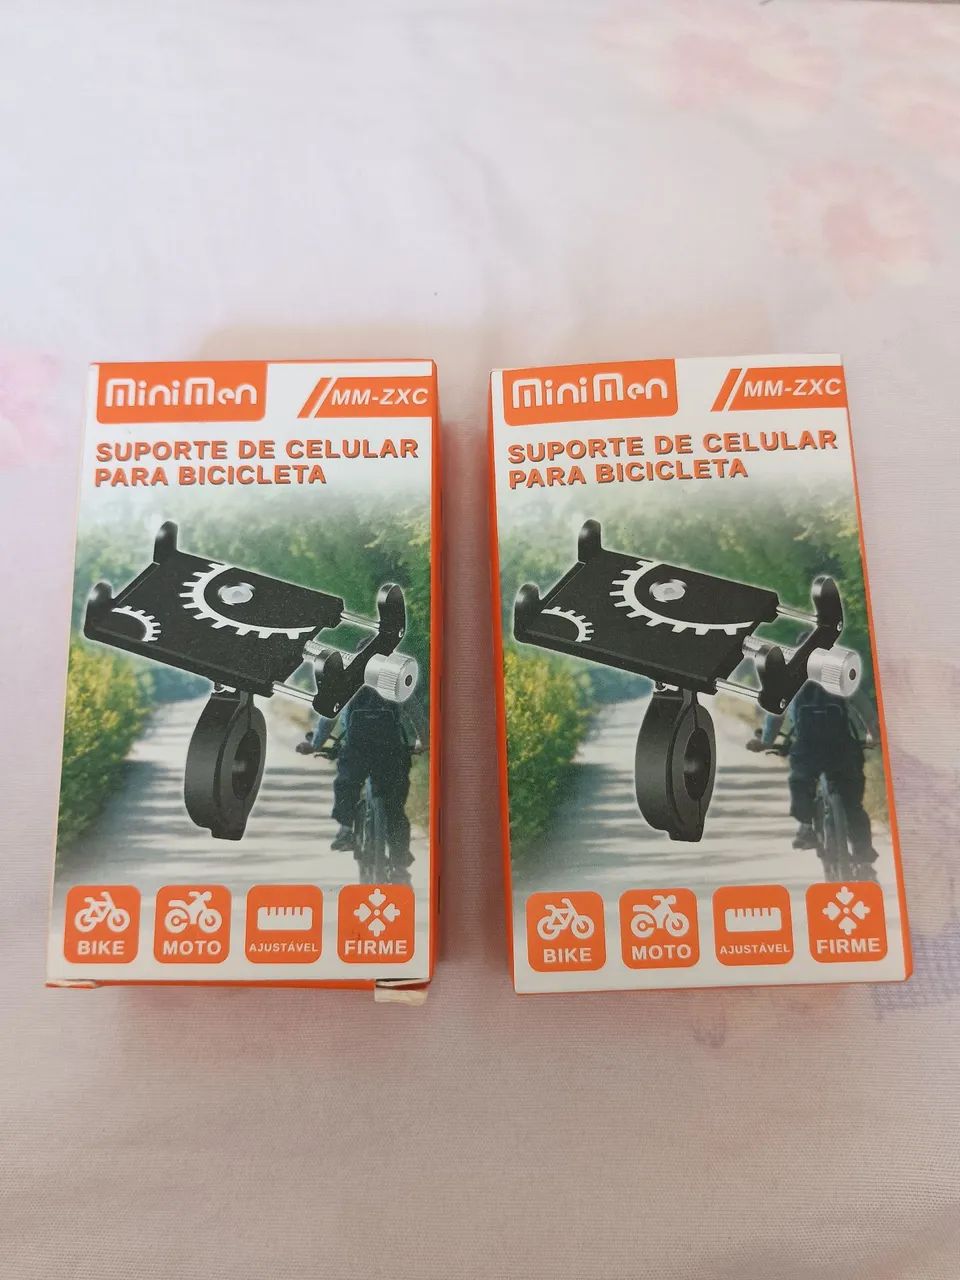 MiniMen
MM-ZXC
SUPORTE DE CELULAR
PARA BICICLETA
BIKE
MOTO
AJUSTÁVEL
FIRME
MiniMen
MM-ZXC
SUPORTE DE CELULAR
PARA BICICLETA
BIKE
MOTO
AJUSTÁVEL
FIRME